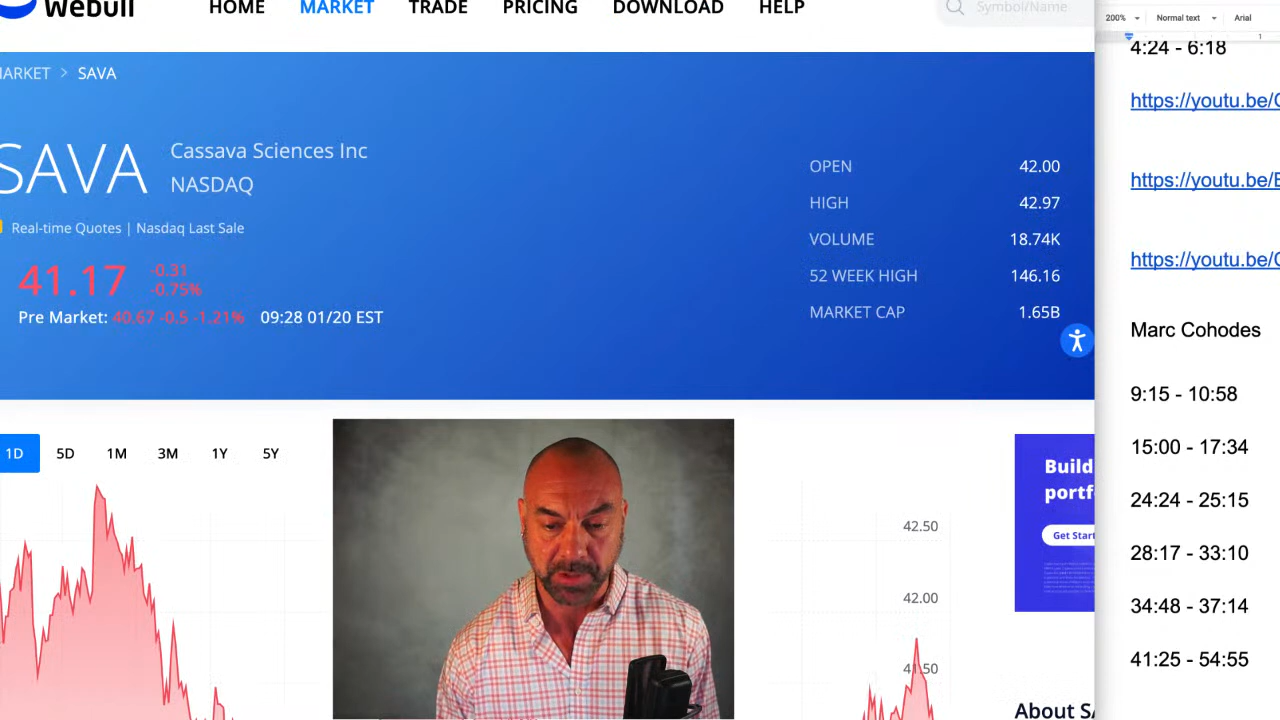 Webull HOME MARKET TRADE PRICING DOWNLOAD HELP Symbol/Name
MARKET > SAVA
SAVA
Cassava Sciences Inc
NASDAQ
Real-time Quotes | Nasdaq Last Sale
41.17
-0.31
-0.75%
Pre Market: 40.67 -0.5 -1.21% 09:28 01/20 EST
OPEN 42.00
HIGH 42.97
VOLUME 18.74K
52 WEEK HIGH 146.16
MARKET CAP 1.65B
1D 5D 1M 3M 1Y 5Y
42.50
42.00
41.50
Build
portf
Get Start
About SA
200% Normal text Arial
1
4:24 - 6:18
https://youtu.be/
https://youtu.be/
https://youtu.be/
Marc Cohodes
9:15 - 10:58
15:00 - 17:34
24:24 - 25:15
28:17 - 33:10
34:48 - 37:14
41:25 - 54:55